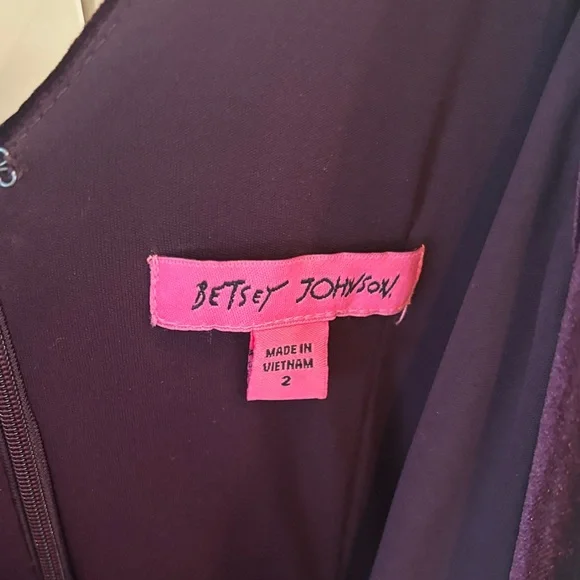 BETSEY JOHNSON.
MADE IN
VIETNAM
2